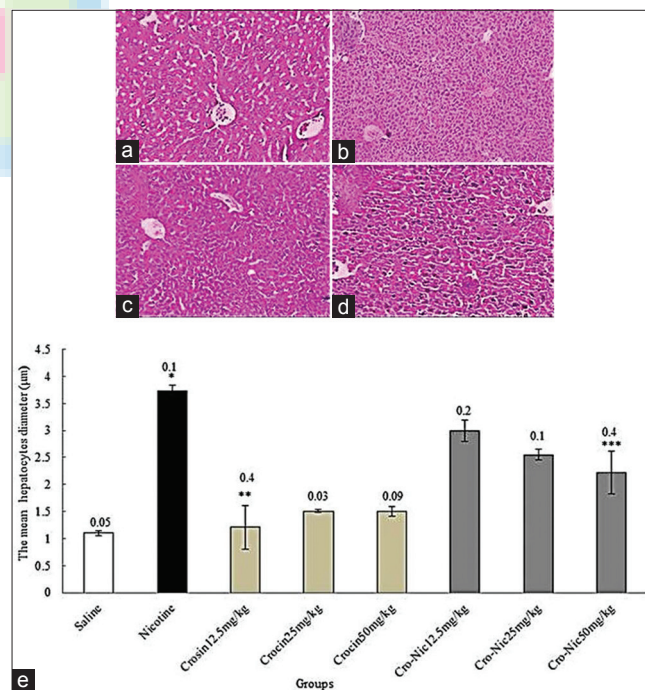 a
b
c
d
The mean hepatocytes diameter (µm)
4.5
4
3.5
3
2.5
2
1.5
1
0.5
0
0.05
0.1
*
0.4
**
0.03
0.09
0.2
0.1
0.4
***
Saline
Nicotine
Crosin12.5mg/kg
Crocin25mg/kg
Crocin50mg/kg
Cro-Nic12.5mg/kg
Cro-Nic25mg/kg
Cro-Nic50mg/kg
Groups
e